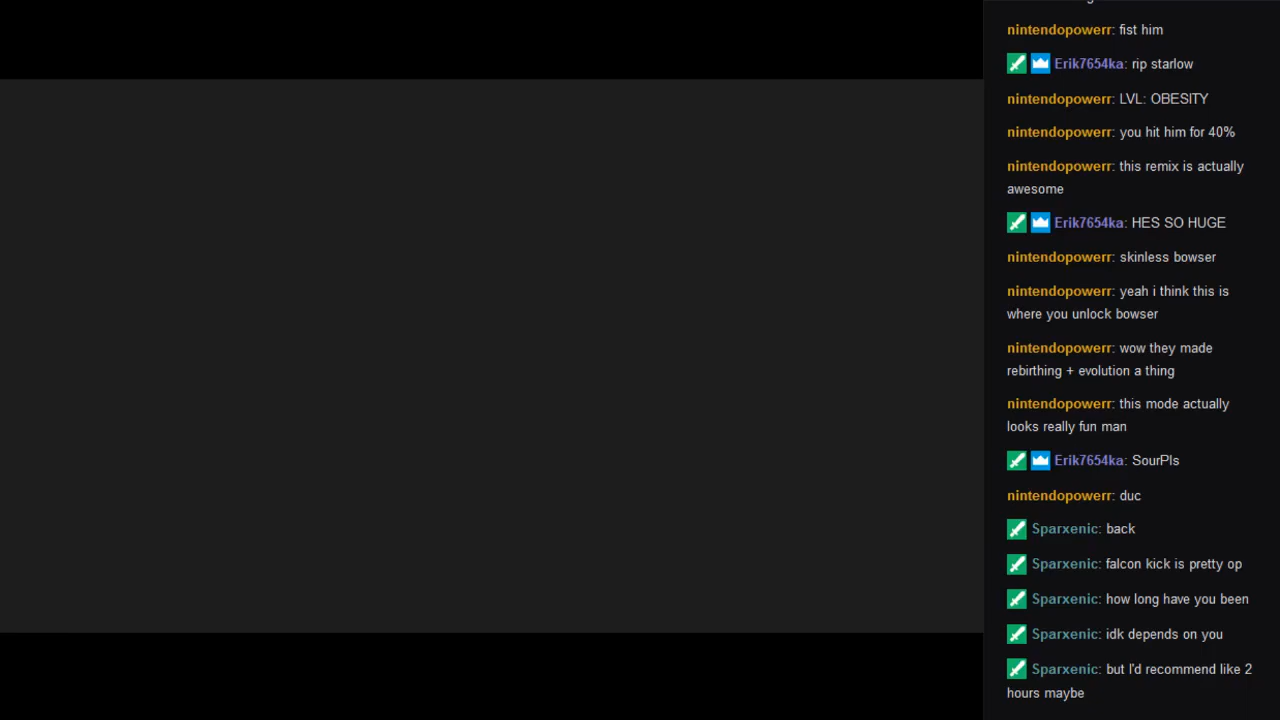 nintendopowerr: fist him
Erik7654ka: rip starlow
nintendopowerr: LVL: OBESITY
nintendopowerr: you hit him for 40%
nintendopowerr: this remix is actually
awesome
Erik7654ka: HES SO HUGE
nintendopowerr: skinless bowser
nintendopowerr: yeah i think this is
where you unlock bowser
nintendopowerr: wow they made
rebirthing + evolution a thing
nintendopowerr: this mode actually
looks really fun man
Erik7654ka: SourPls
nintendopowerr: duc
Sparxenic: back
Sparxenic: falcon kick is pretty op
Sparxenic: how long have you been
Sparxenic: idk depends on you
Sparxenic: but I'd recommend like 2
hours maybe